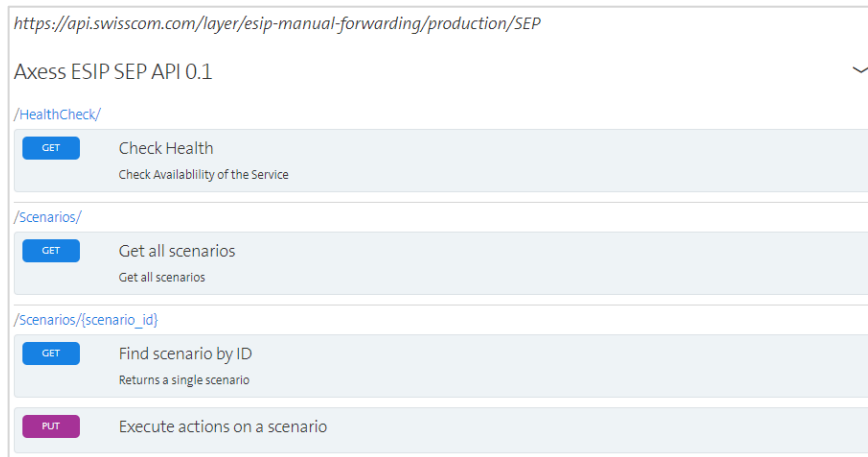 https://api.swisscom.com/layer/esip-manual-forwarding/production/SEP
Axess ESIP SEP API 0.1
/HealthCheck/
GET Check Health
Check Availablility of the Service
/Scenarios/
GET Get all scenarios
Get all scenarios
/Scenarios/{scenario_id}
GET Find scenario by ID
Returns a single scenario
PUT Execute actions on a scenario